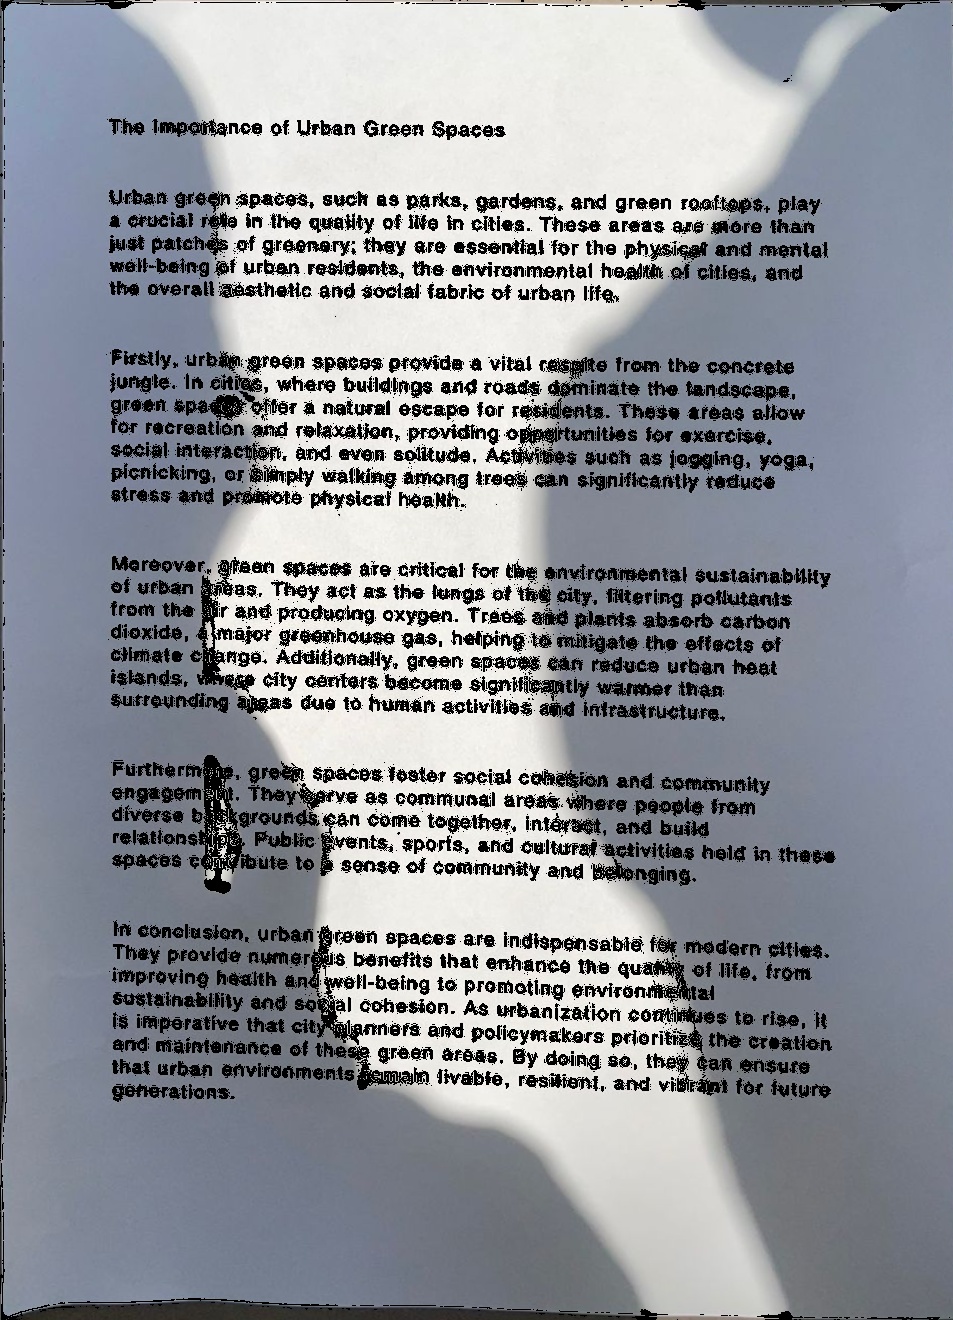 The Importance of Urban Green Spaces
Urban green spaces, such as parks, gardens, and green rooftops, play
a crucial role in the quality of life in cities. These areas are more than
just patches of greenery; they are essential for the physical and mental
well-being of urban residents, the environmental health of cities, and
the overall aesthetic and social fabric of urban life.
Firstly, urban green spaces provide a vital respite from the concrete
jungle. In cities, where buildings and roads dominate the landscape,
green spaces offer a natural escape for residents. These areas allow
for recreation and relaxation, providing opportunities for exercise,
social interaction, and even solitude. Activities such as jogging, yoga,
picnicking, or simply walking among trees can significantly reduce
stress and promote physical health.
Moreover, green spaces are critical for the environmental sustainability
of urban areas. They act as the lungs of the city, filtering pollutants
from the air and producing oxygen. Trees and plants absorb carbon
dioxide, a major greenhouse gas, helping to mitigate the effects of
climate change. Additionally, green spaces can reduce urban heat
islands, where city centers become significantly warmer than
surrounding areas due to human activities and infrastructure.
Furthermore, green spaces foster social cohesion and community
engagement. They serve as communal areas where people from
diverse backgrounds can come together, interact, and build
relationships. Public events, sports, and cultural activities held in these
spaces contribute to a sense of community and belonging.
In conclusion, urban green spaces are indispensable for modern cities.
They provide numerous benefits that enhance the quality of life, from
improving health and well-being to promoting environmental
sustainability and social cohesion. As urbanization continues to rise, it
is imperative that city planners and policymakers prioritize the creation
and maintenance of these green areas. By doing so, they can ensure
that urban environments remain livable, resilient, and vibrant for future
generations.